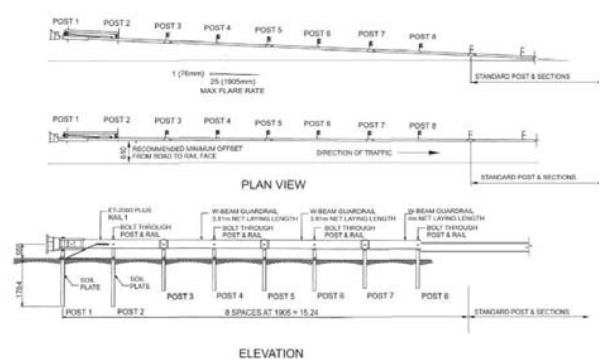 POST 1
POST 2
POST 3
POST 4
POST 5
POST 6
POST 7
POST 8
1 (76mm)
25 (1905mm)
MAX FLARE RATE
STANDARD POST & SECTIONS
POST 1
POST 2
POST 3
POST 4
POST 5
POST 6
POST 7
POST 8
RECOMMENDED MINIMUM OFFSET
FROM ROAD TO RAIL FACE
DIRECTION OF TRAFFIC
STANDARD POST & SECTIONS
PLAN VIEW
ET-2000 PLUS
RAIL 1
W-BEAM GUARDRAIL
3.81m NET LAYING LENGTH
W-BEAM GUARDRAIL
3.81m NET LAYING LENGTH
W-BEAM GUARDRAIL
4m NET LAYING LENGTH
BOLT THROUGH
POST & RAIL
BOLT THROUGH
POST & RAIL
BOLT THROUGH
POST & RAIL
BOLT THROUGH
POST & RAIL
BOLT THROUGH
POST & RAIL
SOIL
PLATE
SOIL
PLATE
POST 3
POST 4
POST 5
POST 6
POST 7
POST 8
POST 1
POST 2
8 SPACES AT 1905 = 15.24
STANDARD POST & SECTIONS
ELEVATION